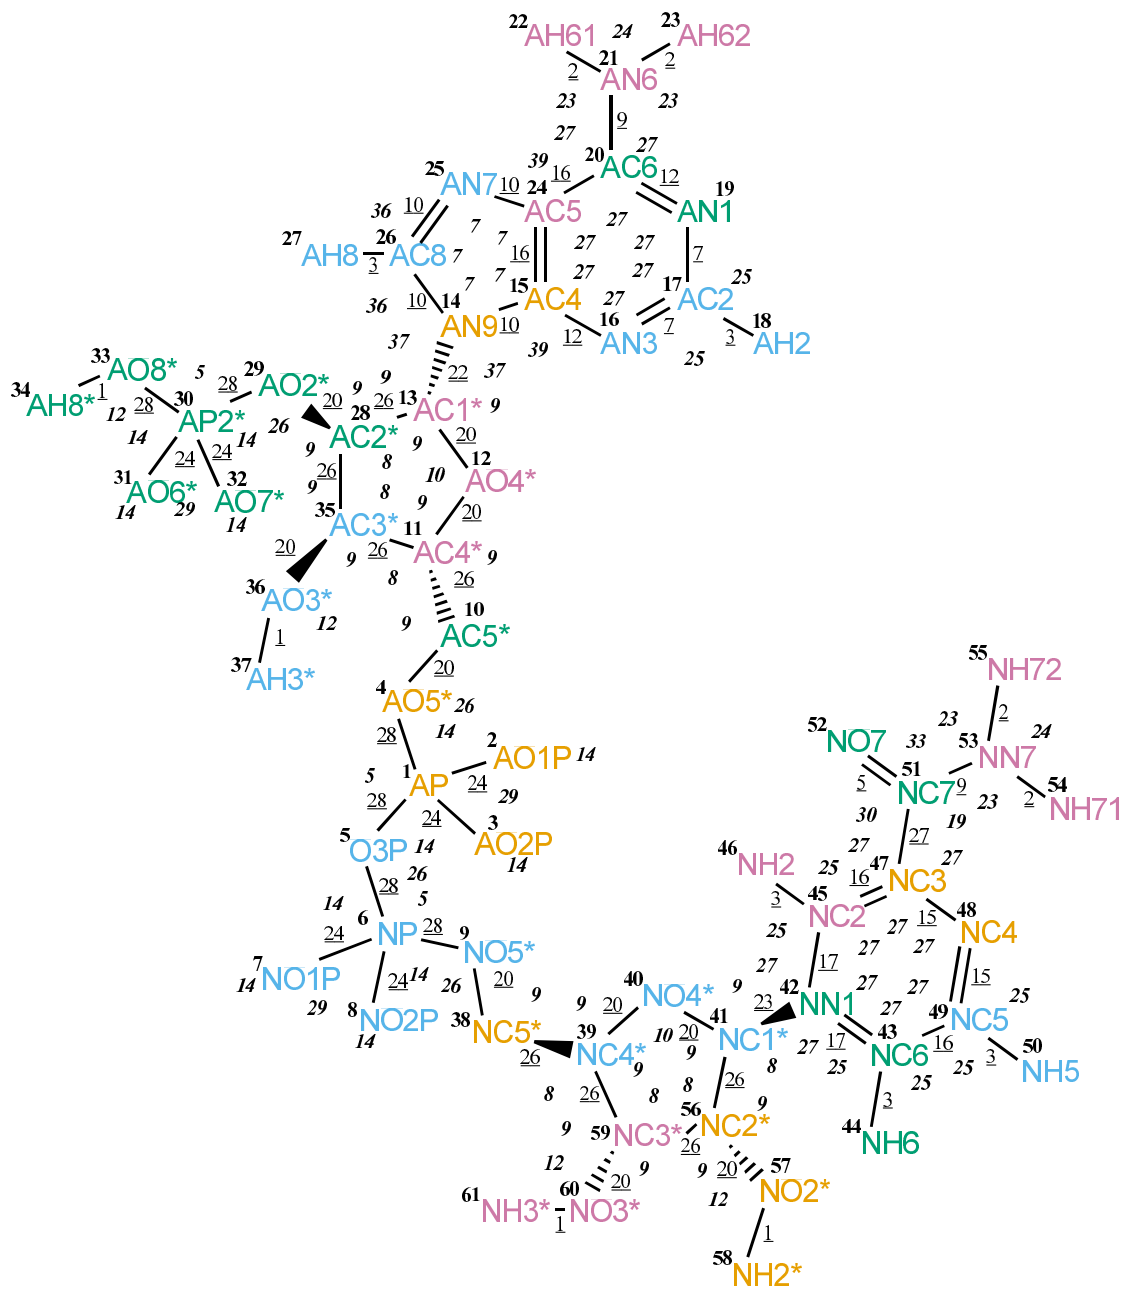 22 AH61 24 23 AH62
2 21 AN6 2
23 23
9
27 27
25 AN7 10 39 16 20 AC6 12 19 AN1
24 AC5
36 10 7 27
27 AH8 3 26 AC8 7 7 16 27 27 7
7 7 27 27 25
36 10 14 AN9 10 15 AC4 12 27 16 AN3 7 17 AC2 3 18 AH2
37 39 25
33 AO8* 5 29 AO2* 9 9 22 37
34 AH8* 1 12 28 28 20 26 13 AC1* 9
30 AP2* 26 28 AC2* 9 20
14 14 9 8 10 12 AO4*
24 24 26
31 AO6* 32 AO7* 9 8 9 20
14 29 14 35 AC3* 26 11 AC4* 9
20 9 8 26
36 AO3* 12 9 10 AC5*
1 20
37 AH3* 4 AO5* 26
28 14
5 1 AP 24 2 AO1P 14
28 24 29
5 O3P 14 3 AO2P 14
28 26
14 6 NP 5 28 9 NO5*
24 24 14 26 20
7 NO1P 14 29 8 NO2P 14
38 NC5* 9 9 20 40 NO4* 9 23
26 39 NC4* 10 20 41 NC1*
9 9 8
8 26 8 8 26
9 59 NC3* 26 56 NC2* 9
12 20 9 9 20 57 NO2*
61 NH3* 1 60 NO3* 12
1
58 NH2*
55 NH72
52 NO7 33 23 2 24
5 51 NC7 9 53 NN7 2 54 NH71
30 19 23
46 NH2 27 27 27
3 25 16 47 NC3
45 NC2 27 15 48 NC4
25 17 27 27 15
27 42 NN1 27 27 49 NC5 25
27 17 27 43 NC6 16 3 50 NH5
25 25 25
3
44 NH6